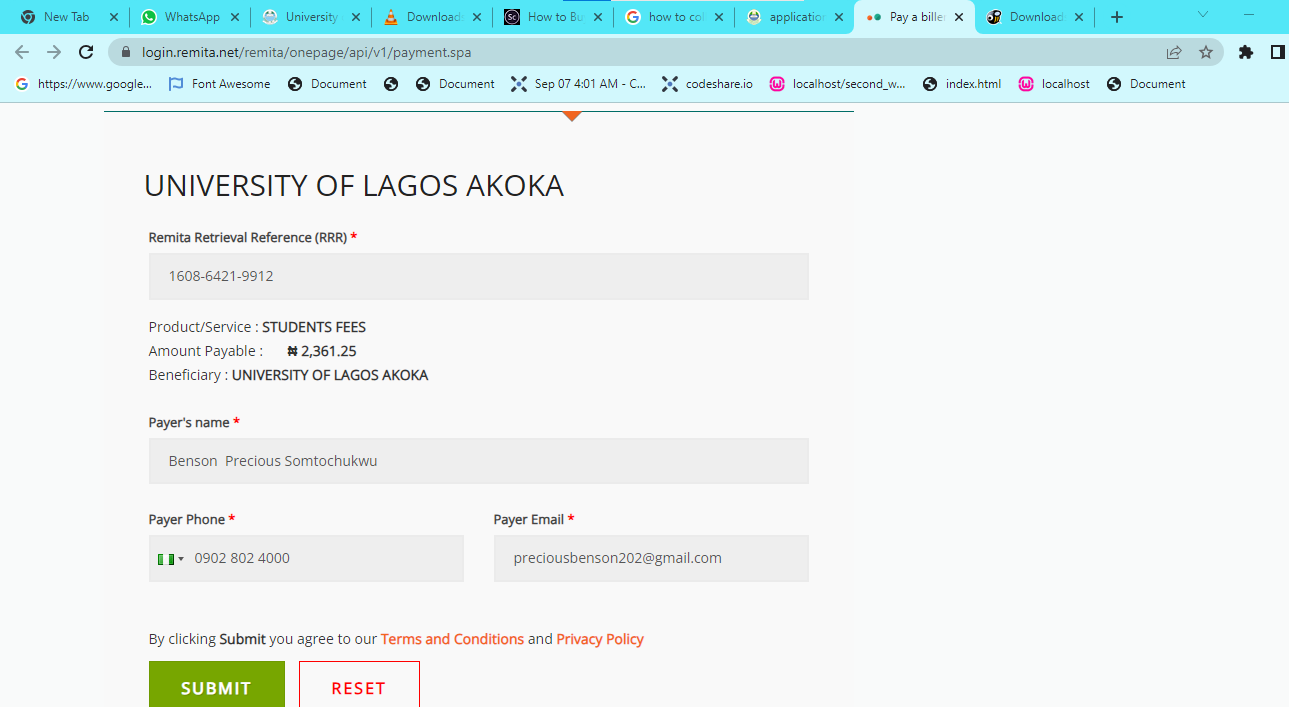 New Tab
WhatsApp
University
Download
How to Bu
how to col
application
Pay a biller
Download
login.remita.net/remita/onepage/api/v1/payment.spa
https://www.google...
Font Awesome
Document
Document
Sep 07 4:01 AM - C...
codeshare.io
localhost/second_w...
index.html
localhost
Document
UNIVERSITY OF LAGOS AKOKA
Remita Retrieval Reference (RRR) *
1608-6421-9912
Product/Service : STUDENTS FEES
Amount Payable : ₦ 2,361.25
Beneficiary : UNIVERSITY OF LAGOS AKOKA
Payer's name *
Benson  Precious Somtochukwu
Payer Phone *
Payer Email *
0902 802 4000
preciousbenson202@gmail.com
By clicking Submit you agree to our Terms and Conditions and Privacy Policy
SUBMIT
RESET